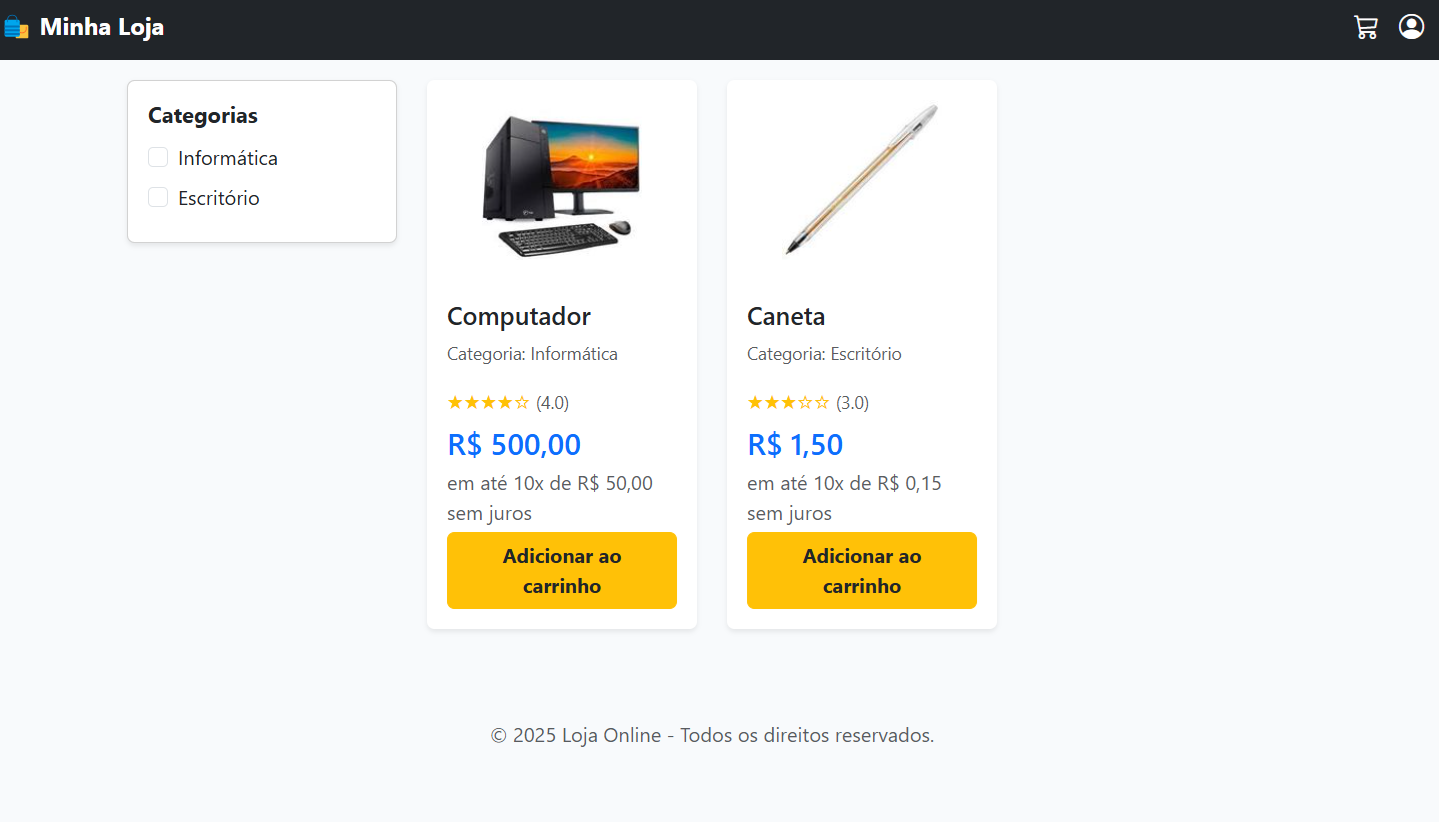 Minha Loja
Categorias
Informática
Escritório
Computador
Categoria: Informática
★★★★☆ (4.0)
R$ 500,00
em até 10x de R$ 50,00
sem juros
Adicionar ao
carrinho
Caneta
Categoria: Escritório
★★★☆☆ (3.0)
R$ 1,50
em até 10x de R$ 0,15
sem juros
Adicionar ao
carrinho
© 2025 Loja Online - Todos os direitos reservados.